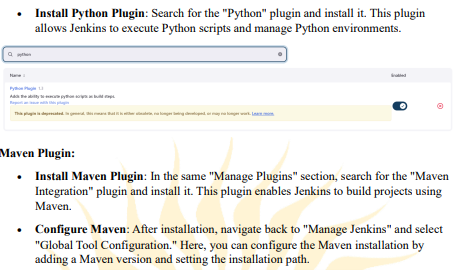 • Install Python Plugin: Search for the "Python" plugin and install it. This plugin
allows Jenkins to execute Python scripts and manage Python environments.
python
Name ↓
Enabled
Python Plugin 1.3
Adds the ability to execute python scripts as build steps.
Report an issue with this plugin
This plugin is deprecated. In general, this means that it is either obsolete, no longer being developed, or may no longer work. Learn more.
Maven Plugin:
• Install Maven Plugin: In the same "Manage Plugins" section, search for the "Maven
Integration" plugin and install it. This plugin enables Jenkins to build projects using
Maven.
• Configure Maven: After installation, navigate back to "Manage Jenkins" and select
"Global Tool Configuration." Here, you can configure the Maven installation by
adding a Maven version and setting the installation path.